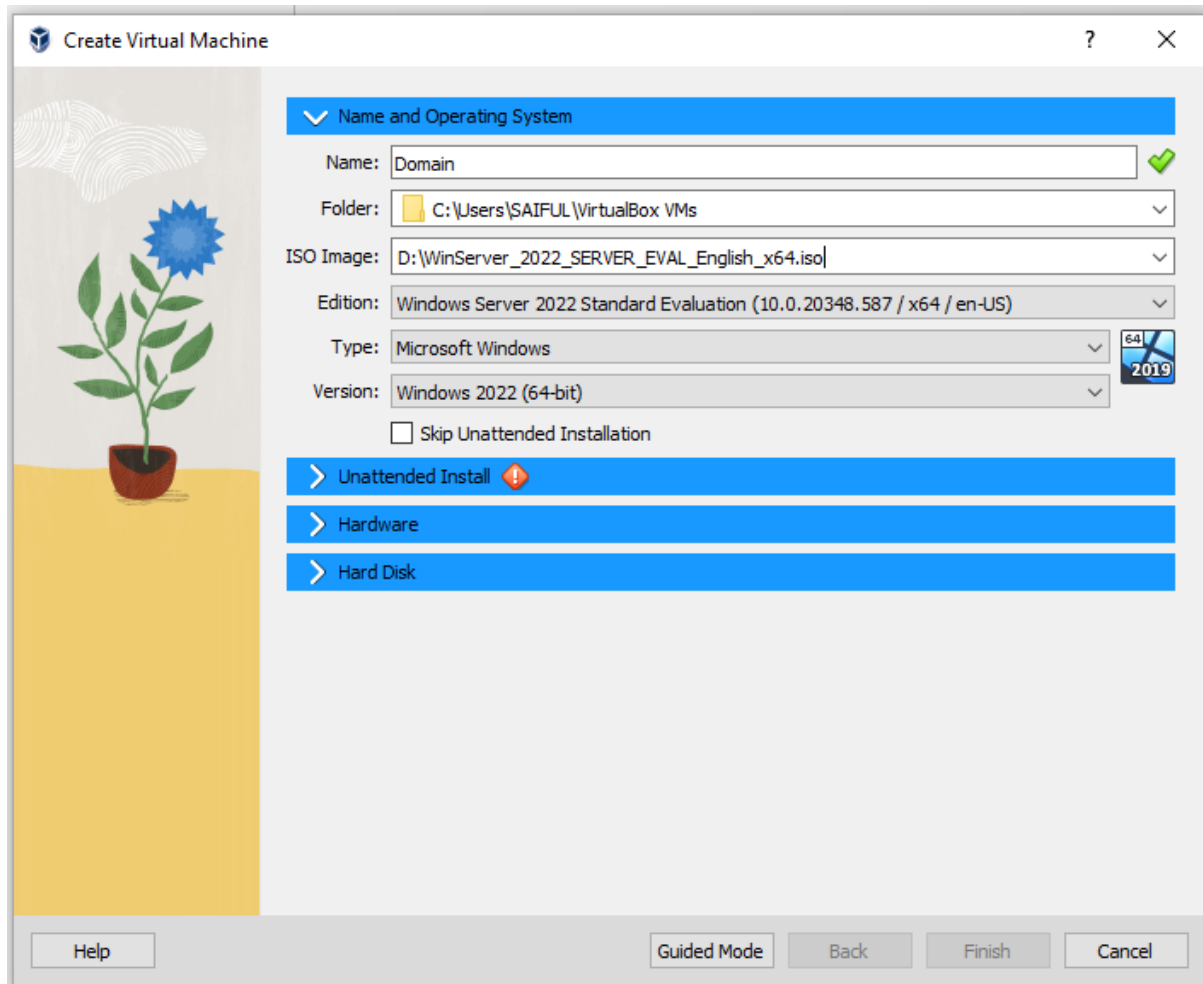 Create Virtual Machine ?
Name and Operating System
Name: Domain
Folder: C:\Users\SAIFUL\VirtualBox VMs
ISO Image: D:\WinServer_2022_SERVER_EVAL_English_x64.iso
Edition: Windows Server 2022 Standard Evaluation (10.0.20348.587 / x64 / en-US)
Type: Microsoft Windows
64
2019
Version: Windows 2022 (64-bit)
Skip Unattended Installation
Unattended Install
Hardware
Hard Disk
Help Guided Mode Back Finish Cancel